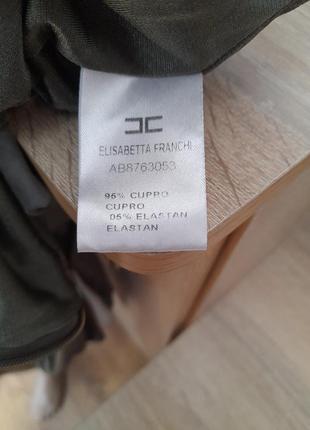 ELISABETTA FRANCHI
AB8763053
95% CUPRO
CUPRO
05% ELASTAN
ELASTAN